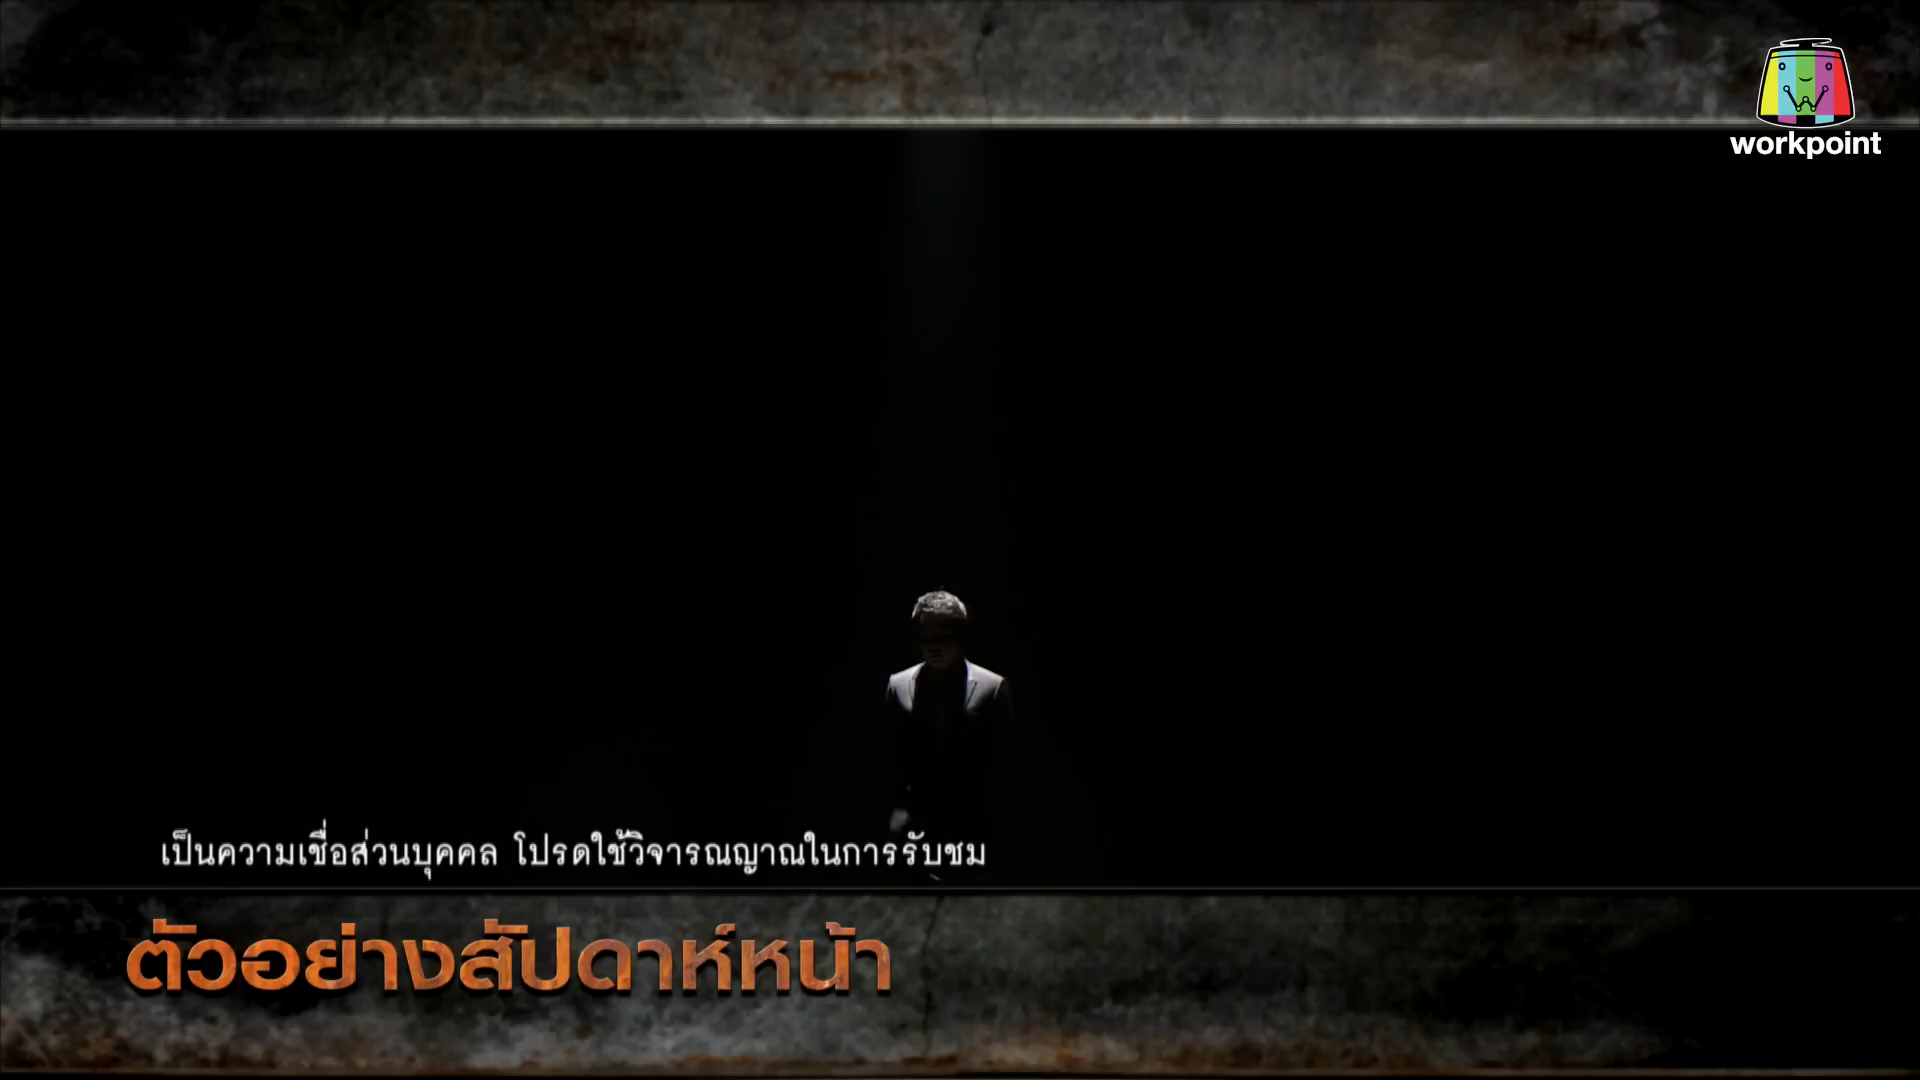 workpoint
เป็นความเชื่อส่วนบุคคล โปรดใช้วิจารณญาณในการรับชม
ตัวอย่างสัปดาห์หน้า